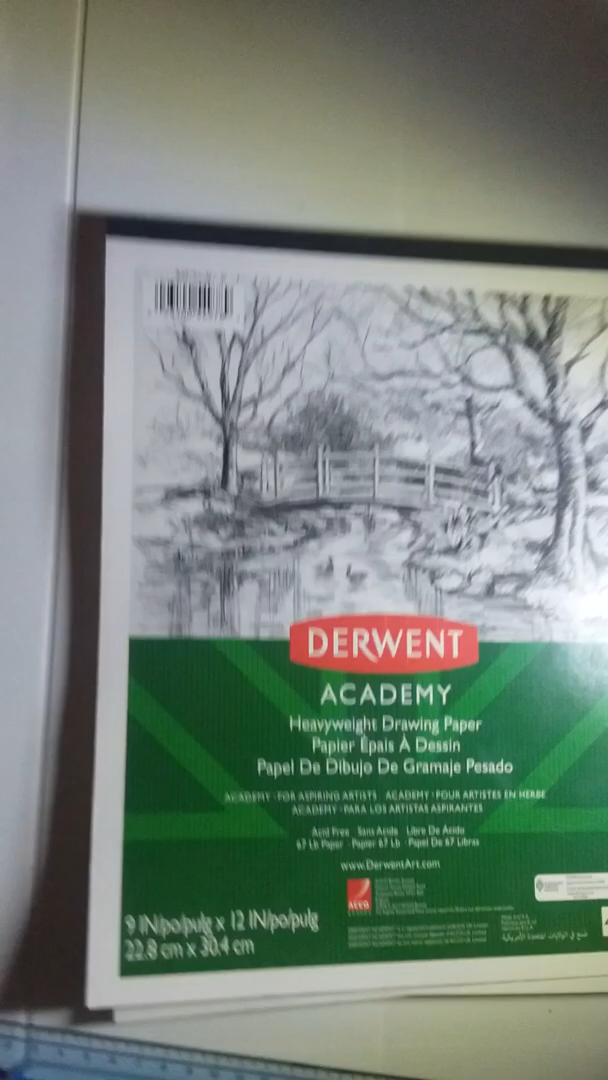 DERWENT
ACADEMY
Heavyweight Drawing Paper
Papier Épais À Dessin
Papel De Dibujo De Gramaje Pesado
ACADEMY · FOR ASPIRING ARTISTS · ACADEMY · POUR ARTISTES EN HERBE
ACADEMY · PARA LOS ARTISTAS ASPIRANTES
Acid Free · Sans Acide · Libre De Ácido
67 Lb Paper · Papier 67 Lb · Papel De 67 Libras
www.DerwentArt.com
ACCO
9 IN/po/pulg x 12 IN/po/pulg
22.8 cm x 30.4 cm